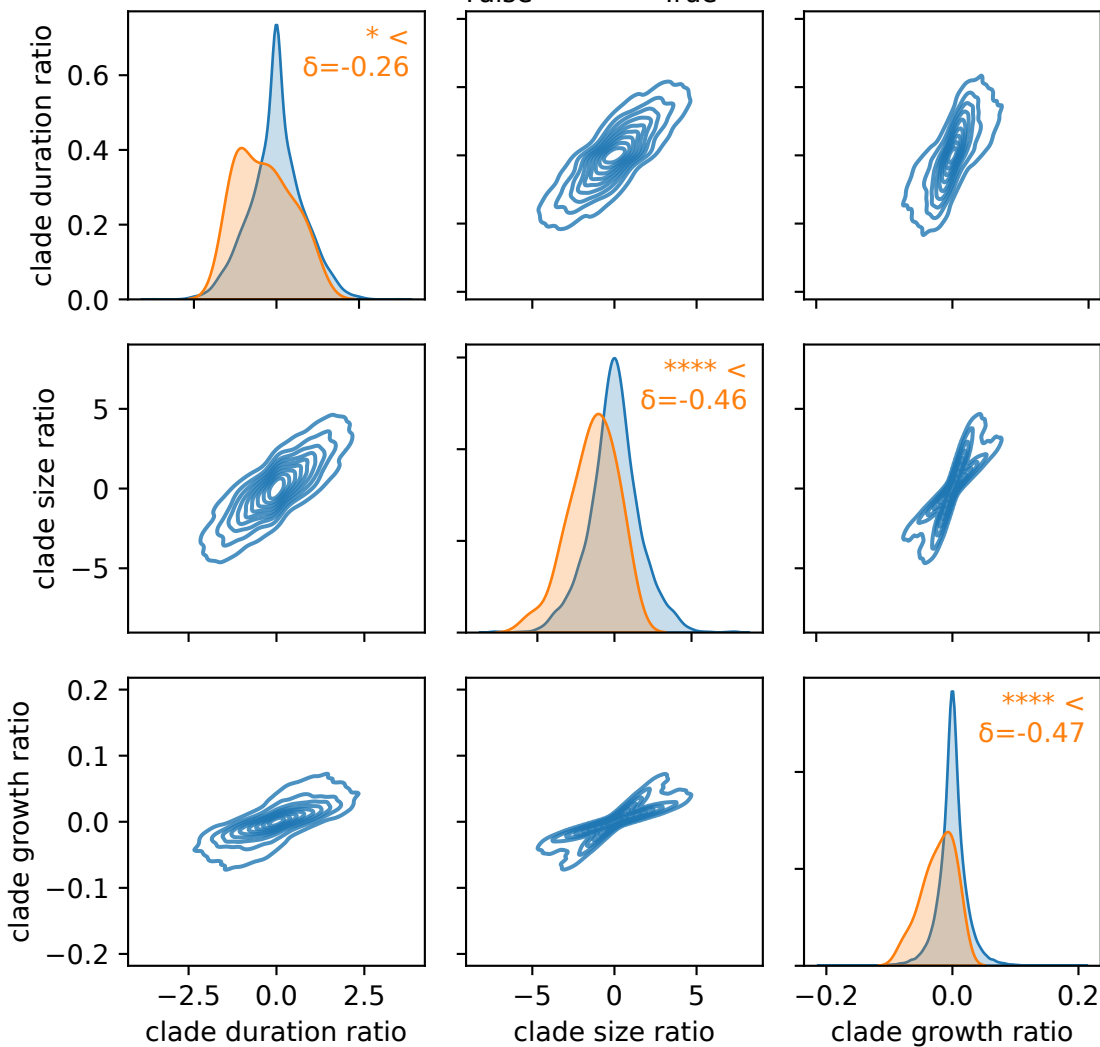 False True
clade duration ratio
0.6
0.4
0.2
0.0
* <
δ=-0.26
clade size ratio
5
0
−5
**** <
δ=-0.46
clade growth ratio
0.2
0.1
0.0
−0.1
−0.2
**** <
δ=-0.47
−2.5 0.0 2.5
−5 0 5
−0.2 0.0 0.2
clade duration ratio
clade size ratio
clade growth ratio